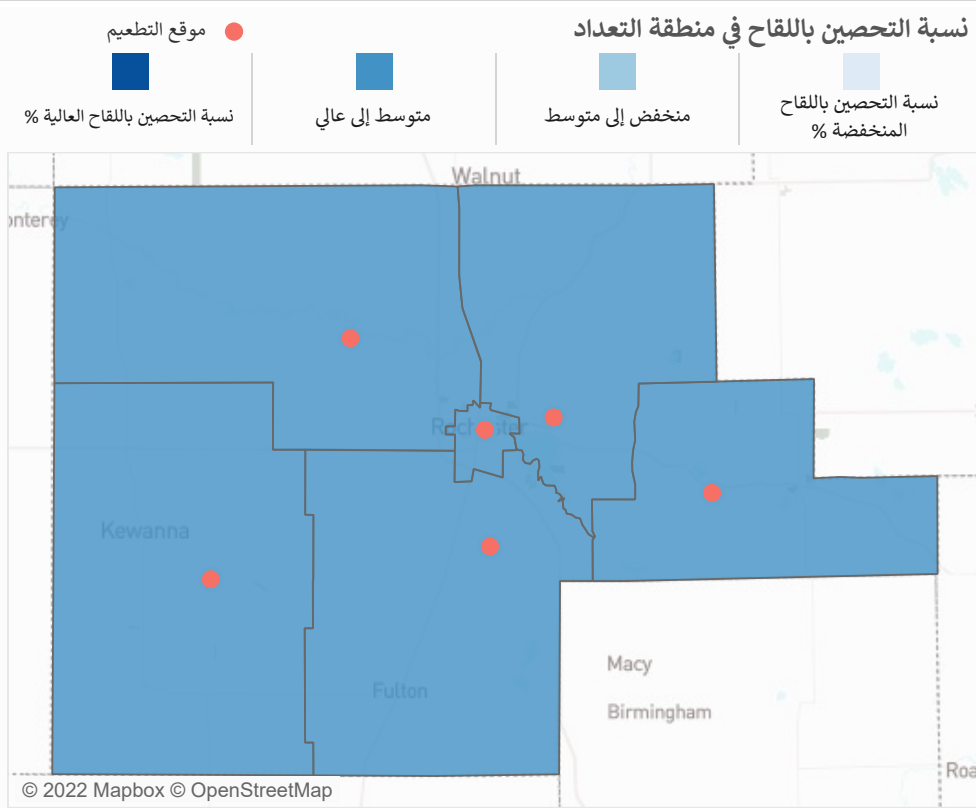 نسبة التحصين باللقاح في منطقة التعداد
موقع التطعيم
نسبة التحصين باللقاح
المنخفضة %
منخفض إلى متوسط
متوسط إلى عالي
نسبة التحصين باللقاح العالية %
Walnut
onterey
Rochester
Kewanna
Fulton
Macy
Birmingham
Roa
© 2022 Mapbox © OpenStreetMap